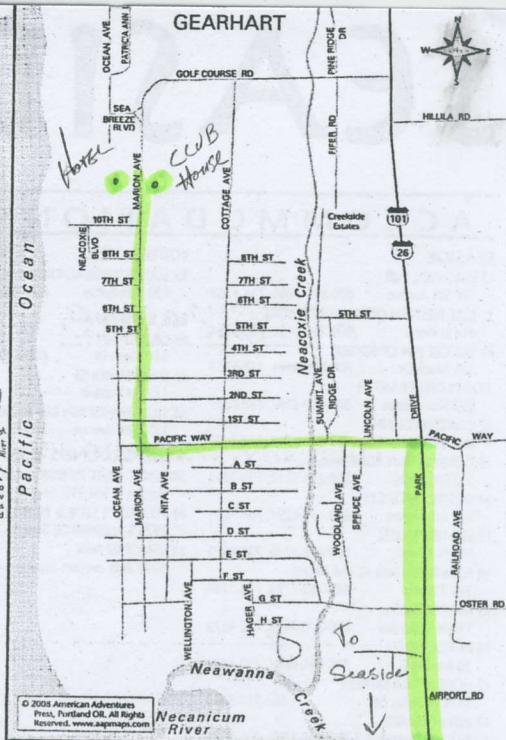 GEARHART
OCEAN AVE
PATRICIA ANN
PINE RIDGE
DR
N
W
E
S
GOLF COURSE RD
SEA
BREEZE
BLVD
FIFER RD
HILLILA RD
HOTEL
CLUB
HOUSE
MARION AVE
COTTAGE AVE
10TH ST
NEACOXIE
BLVD
Creekside
Estates
101
26
8TH ST
8TH ST
7TH ST
7TH ST
6TH ST
6TH ST
5TH ST
5TH ST
5TH ST
4TH ST
3RD ST
2ND ST
1ST ST
Pacific Ocean
Neacoxie Creek
SUMMIT AVE
RIDGE DR
LINCOLN AVE
DRIVE
PACIFIC WAY
PACIFIC WAY
OCEAN AVE
MARION AVE
NITA AVE
A ST
B ST
C ST
D ST
E ST
F ST
G ST
H ST
WOODLAND AVE
SPRUCE AVE
PARK
RAILROAD AVE
WELLINGTON AVE
HAGER AVE
OSTER RD
To
Seaside
AIRPORT RD
Neawanna
Creek
Necanicum
River
© 2008 American Adventures
Press, Portland OR, All Rights
Reserved. www.aapmaps.com